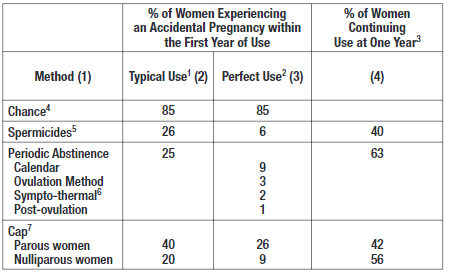 % of Women Experiencing
an Accidental Pregnancy within
the First Year of Use
% of Women
Continuing
Use at One Year³
Method (1) Typical Use¹ (2) Perfect Use² (3) (4)
Chance⁴ 85 85
Spermicides⁵ 26 6 40
Periodic Abstinence 25 63
Calendar 9
Ovulation Method 3
Sympto-thermal⁶ 2
Post-ovulation 1
Cap⁷
Parous women 40 26 42
Nulliparous women 20 9 56